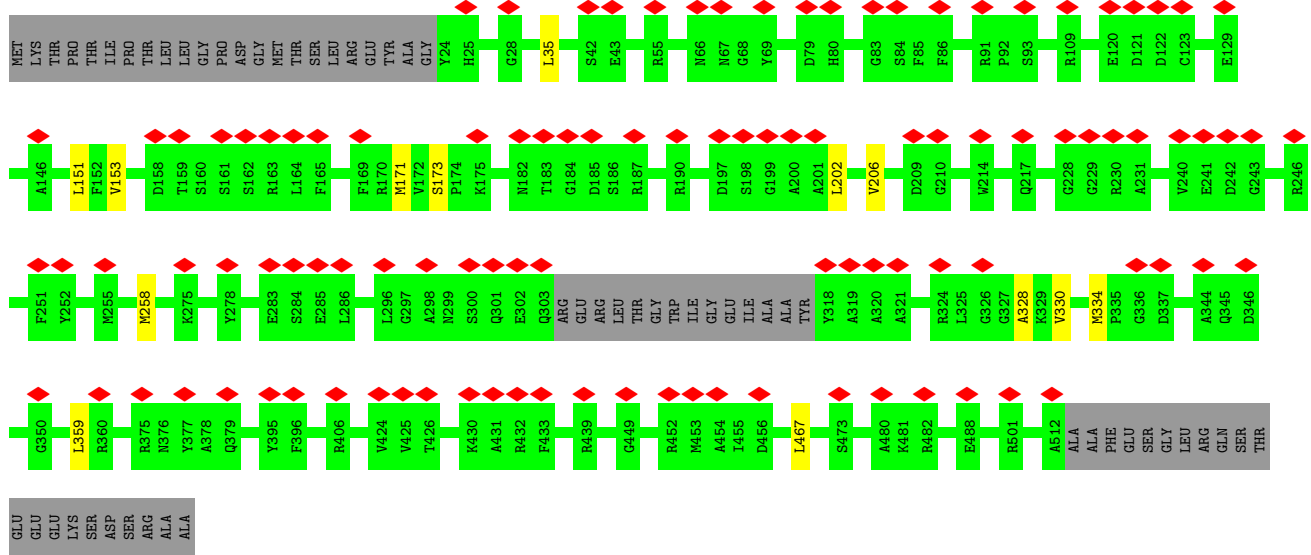 MET LYS THR PRO THR ILE PRO THR LEU LEU GLY PRO ASP GLY MET THR SER LEU ARG GLU TYR ALA GLY Y24 H25 G28 L35 S42 E43 R55 N66 N67 G68 Y69 D79 H80 G83 S84 F85 F86 R91 P92 S93 R109 E120 D121 D122 C123 E129
A146 L151 F152 V153 D158 T159 S160 S161 S162 R163 L164 F165 F169 R170 M171 V172 S173 P174 K175 N182 T183 G184 D185 S186 R187 R190 D197 S198 G199 A200 A201 L202 V206 D209 G210 W214 Q217 G228 G229 R230 A231 V240 E241 D242 G243 R246
F251 Y252 M255 M258 K275 Y278 E283 S284 E285 L286 L296 G297 A298 N299 S300 Q301 E302 Q303 ARG GLU ARG LEU THR GLY TRP ILE GLY GLU ILE ALA ALA TYR Y318 A319 A320 A321 R324 L325 G326 G327 A328 K329 V330 M334 P335 G336 D337 A344 Q345 D346
G350 L359 R360 R375 N376 Y377 A378 Q379 Y395 F396 R406 V424 V425 T426 K430 A431 R432 F433 R439 G449 R452 M453 A454 I455 D456 L467 S473 A480 K481 R482 E488 R501 A512 ALA ALA PHE GLU SER GLY LEU ARG GLN SER THR
GLU GLU GLU LYS SER ASP SER ARG ALA ALA